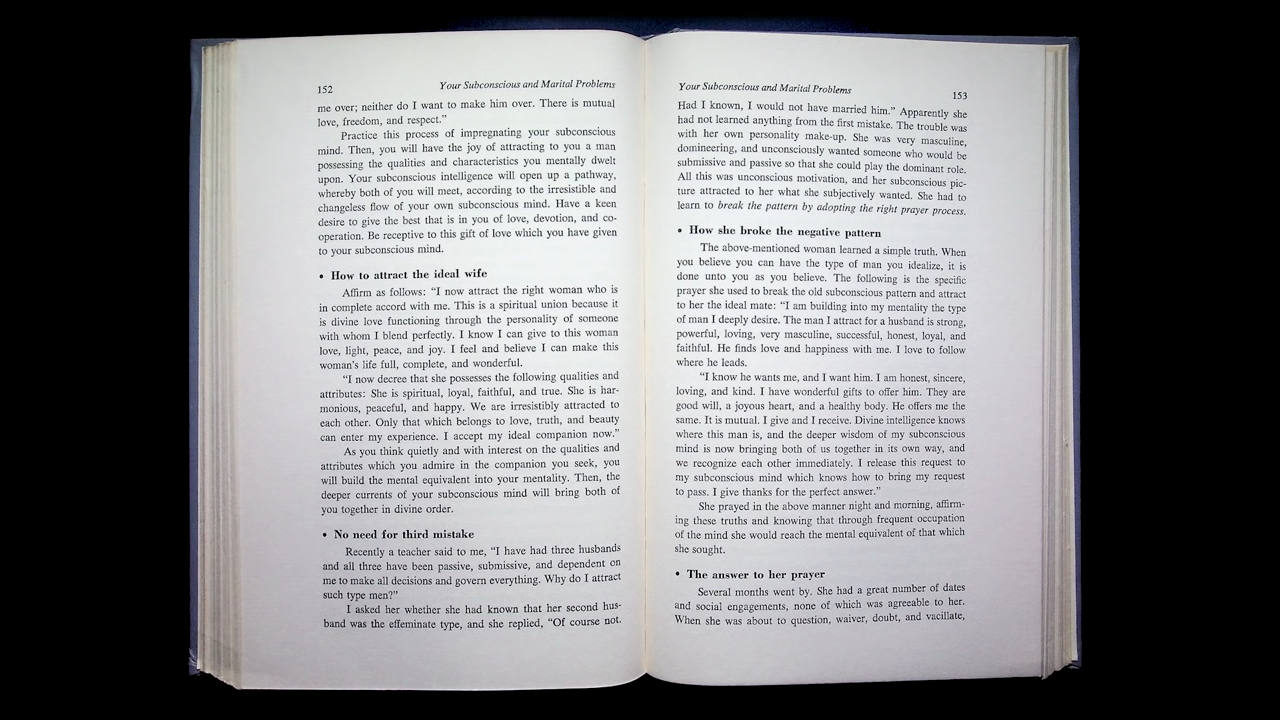 152
Your Subconscious and Marital Problems
me over; neither do I want to make him over. There is mutual
love, freedom, and respect.”
Practice this process of impregnating your subconscious
mind. Then, you will have the joy of attracting to you a man
possessing the qualities and characteristics you mentally dwelt
upon. Your subconscious intelligence will open up a pathway,
whereby both of you will meet, according to the irresistible and
changeless flow of your own subconscious mind. Have a keen
desire to give the best that is in you of love, devotion, and co-
operation. Be receptive to this gift of love which you have given
to your subconscious mind.
• How to attract the ideal wife
Affirm as follows: “I now attract the right woman who is
in complete accord with me. This is a spiritual union because it
is divine love functioning through the personality of someone
with whom I blend perfectly. I know I can give to this woman
love, light, peace, and joy. I feel and believe I can make this
woman’s life full, complete, and wonderful.
“I now decree that she possesses the following qualities and
attributes: She is spiritual, loyal, faithful, and true. She is har-
monious, peaceful, and happy. We are irresistibly attracted to
each other. Only that which belongs to love, truth, and beauty
can enter my experience. I accept my ideal companion now.”
As you think quietly and with interest on the qualities and
attributes which you admire in the companion you seek, you
will build the mental equivalent into your mentality. Then, the
deeper currents of your subconscious mind will bring both of
you together in divine order.
• No need for third mistake
Recently a teacher said to me, “I have had three husbands
and all three have been passive, submissive, and dependent on
me to make all decisions and govern everything. Why do I attract
such type men?”
I asked her whether she had known that her second hus-
band was the effeminate type, and she replied, “Of course not.
Your Subconscious and Marital Problems
153
Had I known, I would not have married him.” Apparently she
had not learned anything from the first mistake. The trouble was
with her own personality make-up. She was very masculine,
domineering, and unconsciously wanted someone who would be
submissive and passive so that she could play the dominant role.
All this was unconscious motivation, and her subconscious pic-
ture attracted to her what she subjectively wanted. She had to
learn to break the pattern by adopting the right prayer process.
• How she broke the negative pattern
The above-mentioned woman learned a simple truth. When
you believe you can have the type of man you idealize, it is
done unto you as you believe. The following is the specific
prayer she used to break the old subconscious pattern and attract
to her the ideal mate: “I am building into my mentality the type
of man I deeply desire. The man I attract for a husband is strong,
powerful, loving, very masculine, successful, honest, loyal, and
faithful. He finds love and happiness with me. I love to follow
where he leads.
“I know he wants me, and I want him. I am honest, sincere,
loving, and kind. I have wonderful gifts to offer him. They are
good will, a joyous heart, and a healthy body. He offers me the
same. It is mutual. I give and I receive. Divine intelligence knows
where this man is, and the deeper wisdom of my subconscious
mind is now bringing both of us together in its own way, and
we recognize each other immediately. I release this request to
my subconscious mind which knows how to bring my request
to pass. I give thanks for the perfect answer.”
She prayed in the above manner night and morning, affirm-
ing these truths and knowing that through frequent occupation
of the mind she would reach the mental equivalent of that which
she sought.
• The answer to her prayer
Several months went by. She had a great number of dates
and social engagements, none of which was agreeable to her.
When she was about to question, waiver, doubt, and vacillate,